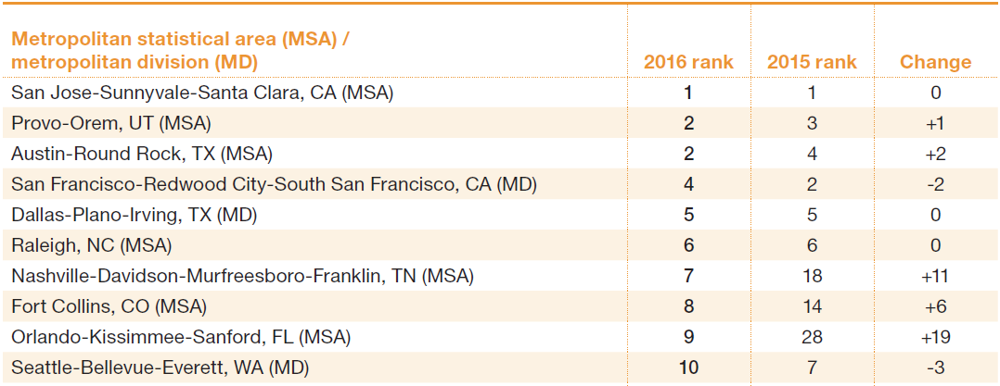 Metropolitan statistical area (MSA) /
metropolitan division (MD) 2016 rank 2015 rank Change
San Jose-Sunnyvale-Santa Clara, CA (MSA) 1 1 0
Provo-Orem, UT (MSA) 2 3 +1
Austin-Round Rock, TX (MSA) 2 4 +2
San Francisco-Redwood City-South San Francisco, CA (MD) 4 2 -2
Dallas-Plano-Irving, TX (MD) 5 5 0
Raleigh, NC (MSA) 6 6 0
Nashville-Davidson-Murfreesboro-Franklin, TN (MSA) 7 18 +11
Fort Collins, CO (MSA) 8 14 +6
Orlando-Kissimmee-Sanford, FL (MSA) 9 28 +19
Seattle-Bellevue-Everett, WA (MD) 10 7 -3